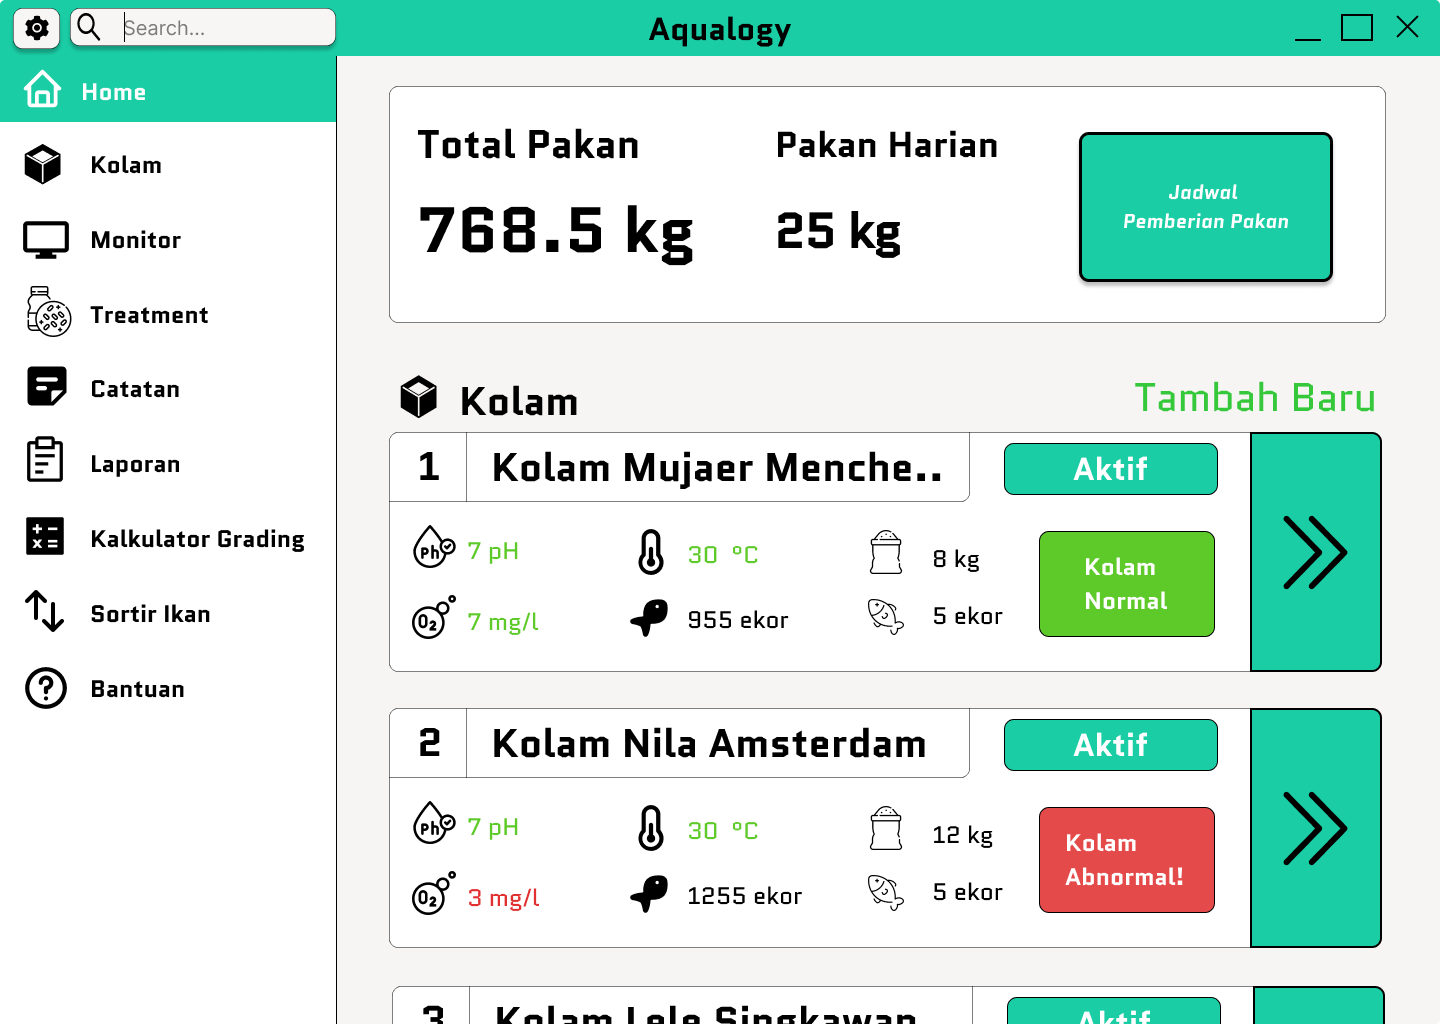 Search...
Aqualogy
Home
Kolam
Monitor
Treatment
Catatan
Laporan
Kalkulator Grading
Sortir Ikan
Bantuan
Total Pakan
768.5 kg
Pakan Harian
25 kg
Jadwal
Pemberian Pakan
Kolam
Tambah Baru
1
Kolam Mujaer Menche..
Aktif
Ph
7 pH
30 °C
8 kg
O2
7 mg/l
955 ekor
5 ekor
Kolam
Normal
2
Kolam Nila Amsterdam
Aktif
Ph
7 pH
30 °C
12 kg
O2
3 mg/l
1255 ekor
5 ekor
Kolam
Abnormal!
3
Kolam Lele Singkawan
Aktif